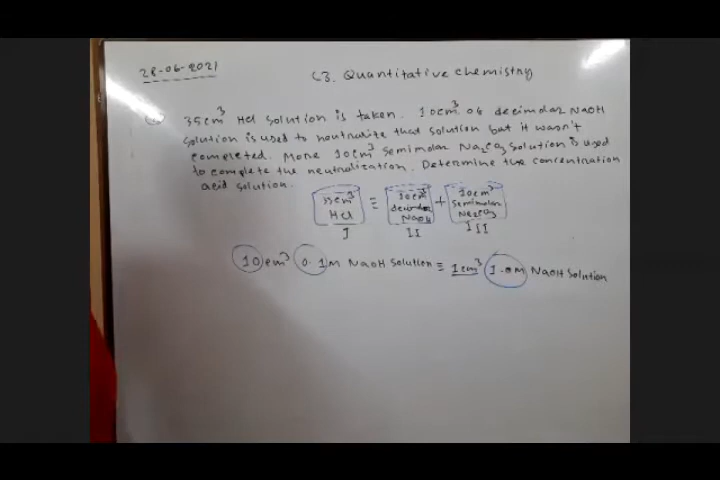 28-06-2021
C3. Quantitative chemistry
35cm³ HCl solution is taken. 10cm³ of decimolar NaOH
solution is used to neutralize that solution but it wasn't
completed. More 10cm³ semimolar Na₂CO₃ solution is used
to complete the neutralization. Determine the concentration
acid solution.
35cm³ HCl ≡ 10cm³ decimolar NaOH + 10cm³ semimolar Na₂CO₃
I II III
10cm³ 0.1M NaOH solution ≡ 1cm³ 1.0M NaOH Solution